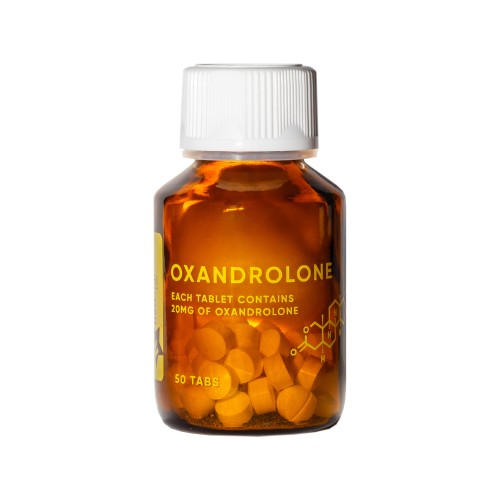 OXANDROLONE
EACH TABLET CONTAINS
20MG OF OXANDROLONE
50 TABS
O
O
H
H
H